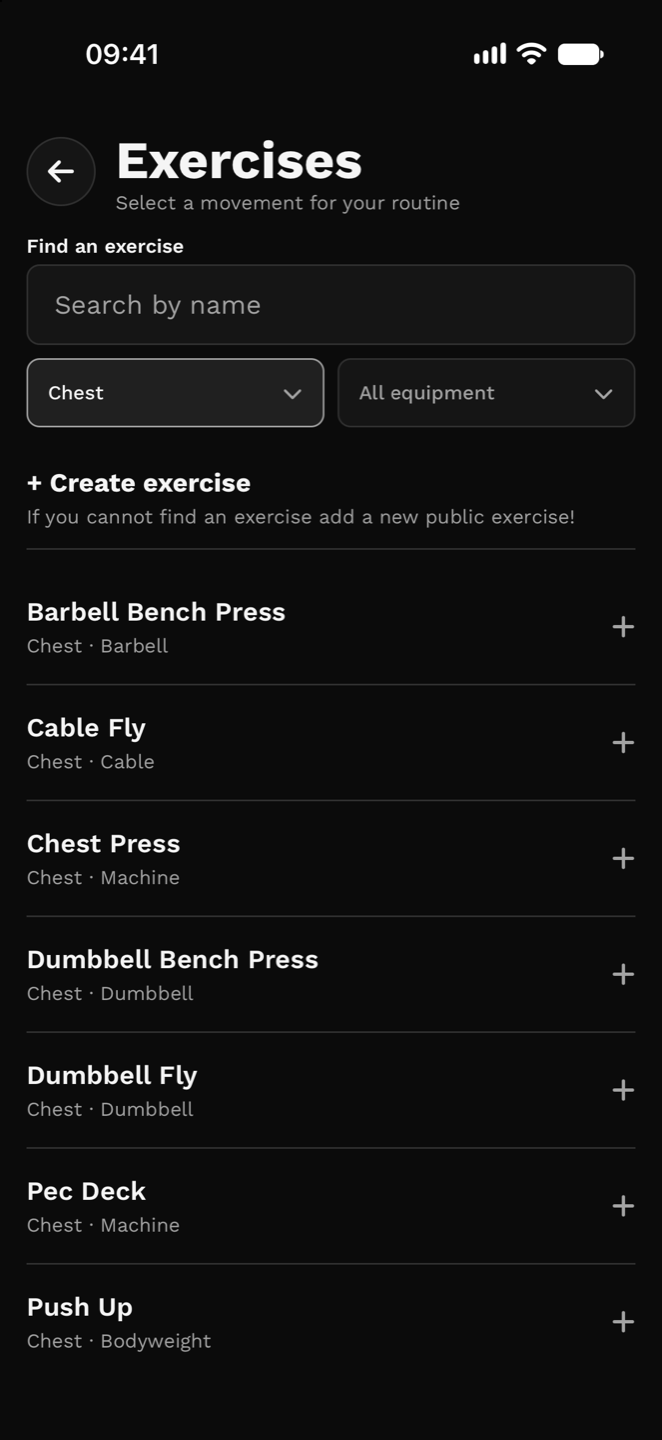 09:41
Exercises
Select a movement for your routine
Find an exercise
Search by name
Chest
All equipment
+ Create exercise
If you cannot find an exercise add a new public exercise!
Barbell Bench Press
Chest · Barbell
Cable Fly
Chest · Cable
Chest Press
Chest · Machine
Dumbbell Bench Press
Chest · Dumbbell
Dumbbell Fly
Chest · Dumbbell
Pec Deck
Chest · Machine
Push Up
Chest · Bodyweight